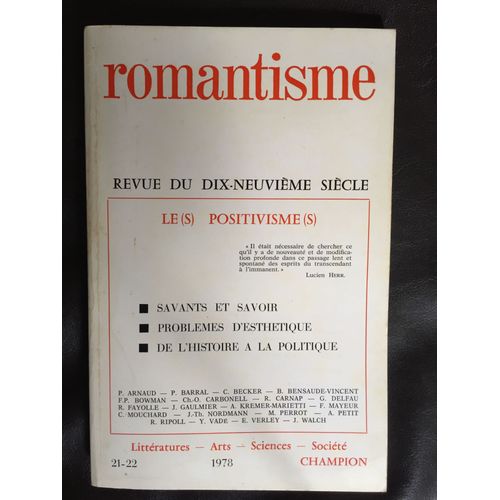 romantisme
REVUE DU DIX-NEUVIÈME SIÈCLE
LE(S) POSITIVISME(S)
« Il était nécessaire de chercher ce
qu'il y a de nouveauté et de modifica-
tion profonde dans ce passage lent et
spontané des esprits du transcendant
à l'immanent. »
Lucien HERR.
■ SAVANTS ET SAVOIR
■ PROBLEMES D'ESTHETIQUE
■ DE L'HISTOIRE A LA POLITIQUE
P. ARNAUD — P. BARRAL — C. BECKER — B. BENSAUDE-VINCENT
F.P. BOWMAN — Ch.-O. CARBONELL — R. CARNAP — G. DELFAU
R. FAYOLLE — J. GAULMIER — A. KREMER-MARIETTI — F. MAYEUR
C. MOUCHARD — J.-Th. NORDMANN — M. PERROT — A. PETIT
R. RIPOLL — Y. VADE — E. VERLEY — J. WALCH
Littératures — Arts — Sciences — Société
21-22 1978 CHAMPION